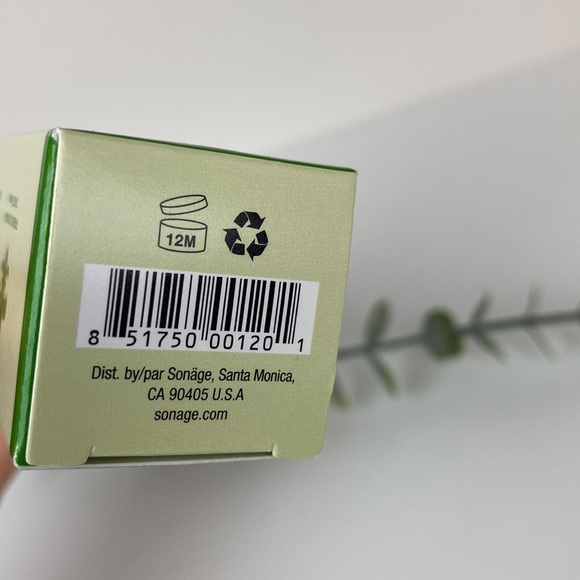 12M
8 51750 00120 1
Dist. by/par Sonäge, Santa Monica,
CA 90405 U.S.A
sonage.com